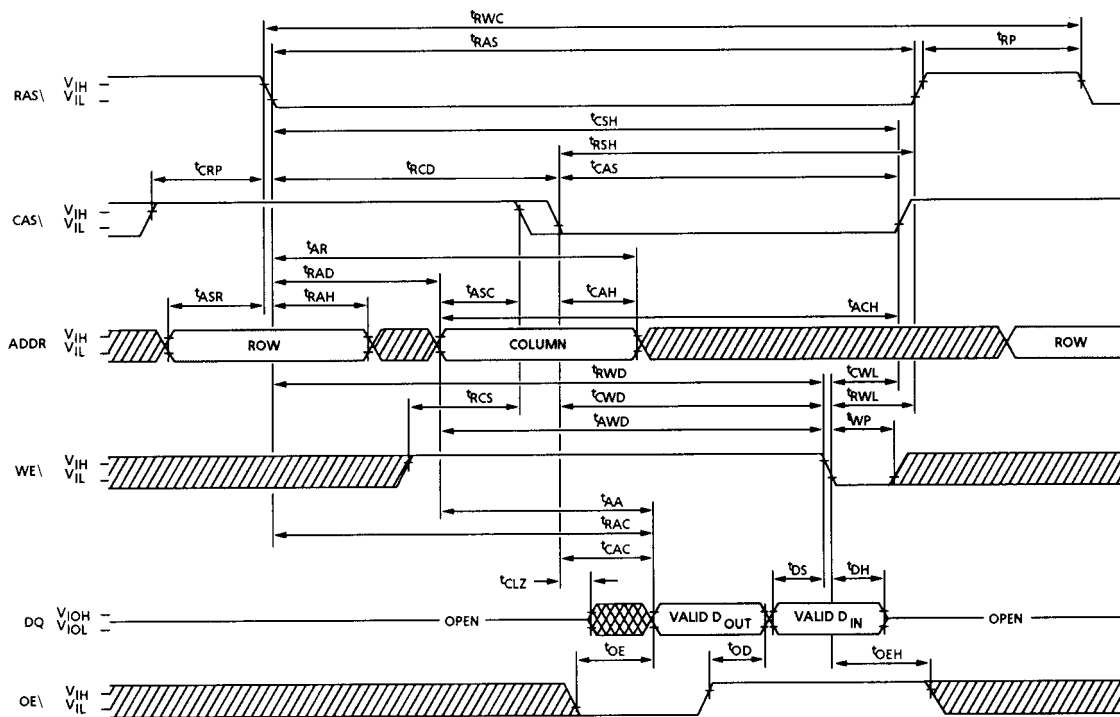 tRWC
tRAS
tRP
RAS\ VIH
VIL
tCSH
tRSH
tCRP
tRCD
tCAS
CAS\ VIH
VIL
tAR
tRAD
tASR
tRAH
tASC
tCAH
tACH
ADDR VIH
VIL
ROW
COLUMN
ROW
tRWD
tCWL
tRCS
tCWD
tRWL
tAWD
tWP
WE\ VIH
VIL
tAA
tRAC
tCAC
tCLZ
tDS
tDH
DQ VIOH
VIOL
OPEN
VALID DOUT
VALID DIN
OPEN
tOE
tOD
tOEH
OE\ VIH
VIL